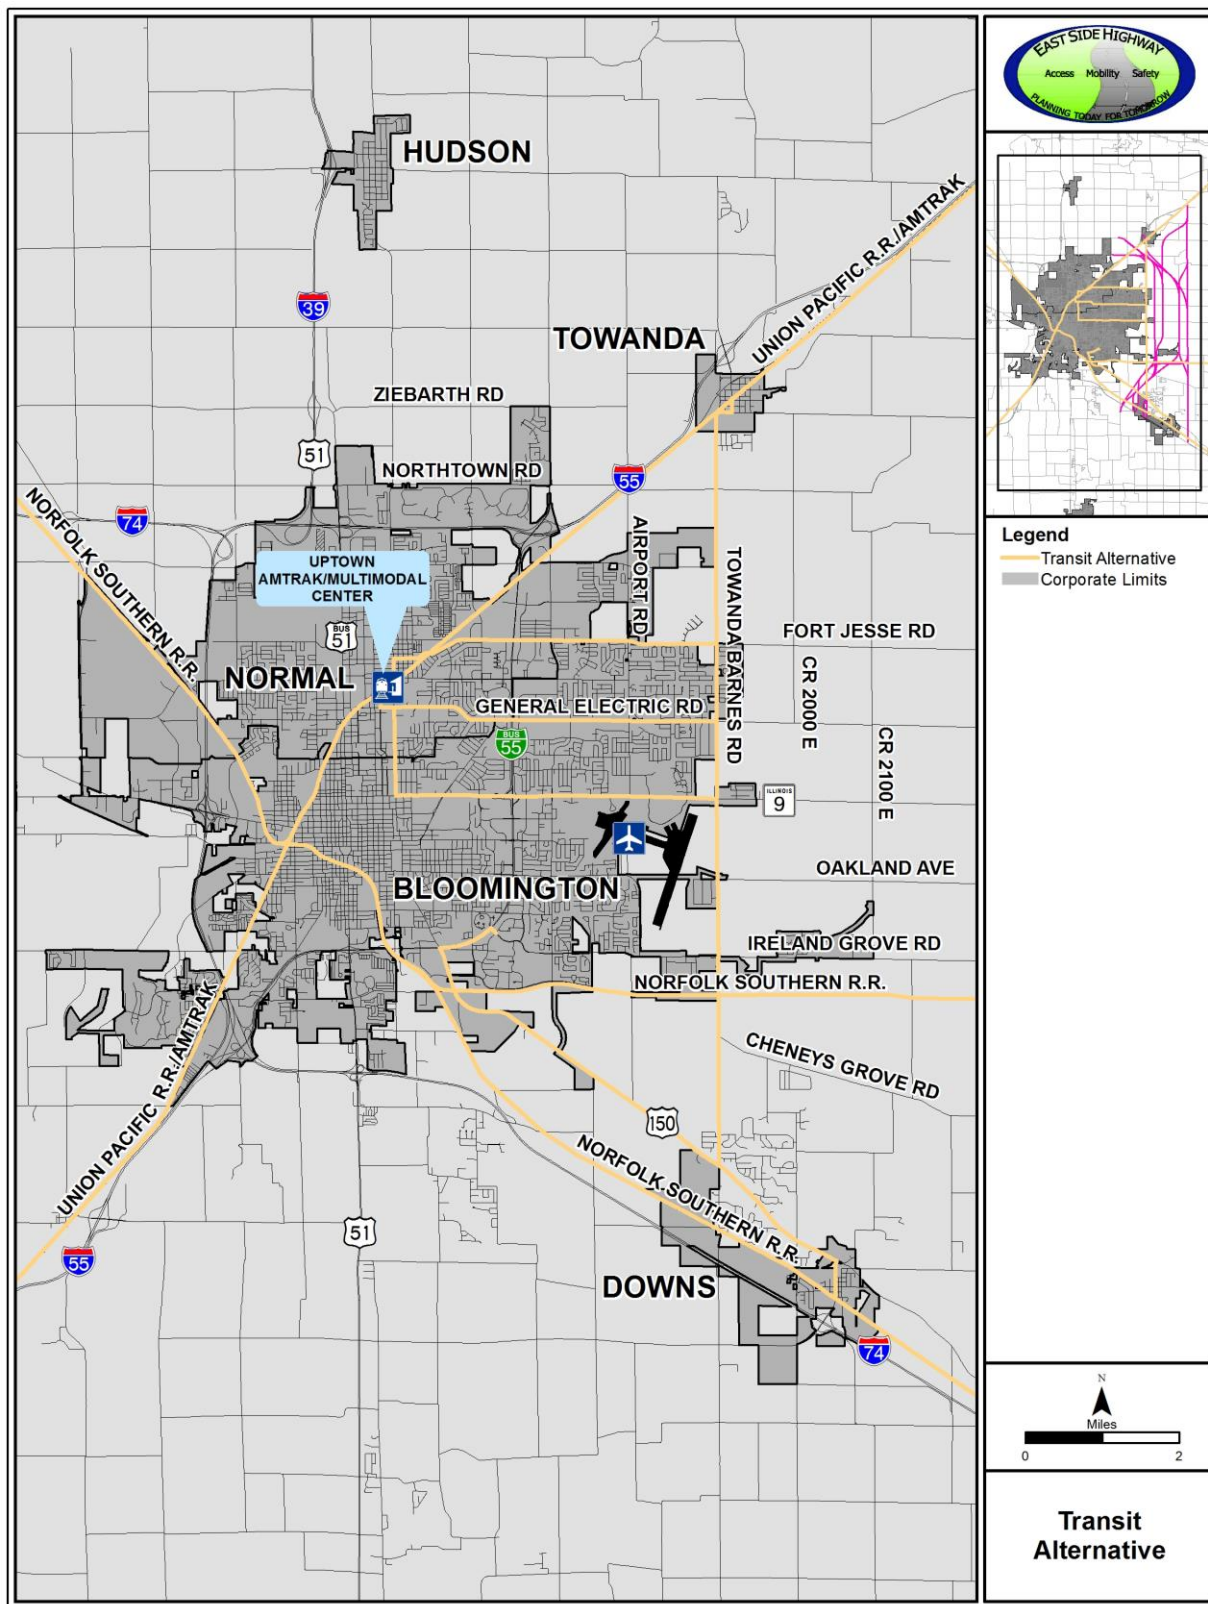 HUDSON
39
UNION PACIFIC R.R./AMTRAK
TOWANDA
ZIEBARTH RD
51
NORTHTOWN RD
55
74
NORFOLK SOUTHERN R.R.
UPTOWN
AMTRAK/MULTIMODAL
CENTER
AIRPORT RD
TOWANDA BARNES RD
BUS
51
FORT JESSE RD
NORMAL
CR 2000 E
GENERAL ELECTRIC RD
BUS
55
CR 2100 E
ILLINOIS
9
BLOOMINGTON
OAKLAND AVE
IRELAND GROVE RD
NORFOLK SOUTHERN R.R.
UNION PACIFIC R.R./AMTRAK
CHENEYS GROVE RD
150
NORFOLK SOUTHERN R.R.
51
55
DOWNS
74
EAST SIDE HIGHWAY
Access Mobility Safety
PLANNING TODAY FOR TOMORROW
Legend
Transit Alternative
Corporate Limits
N
Miles
0 2
Transit
Alternative